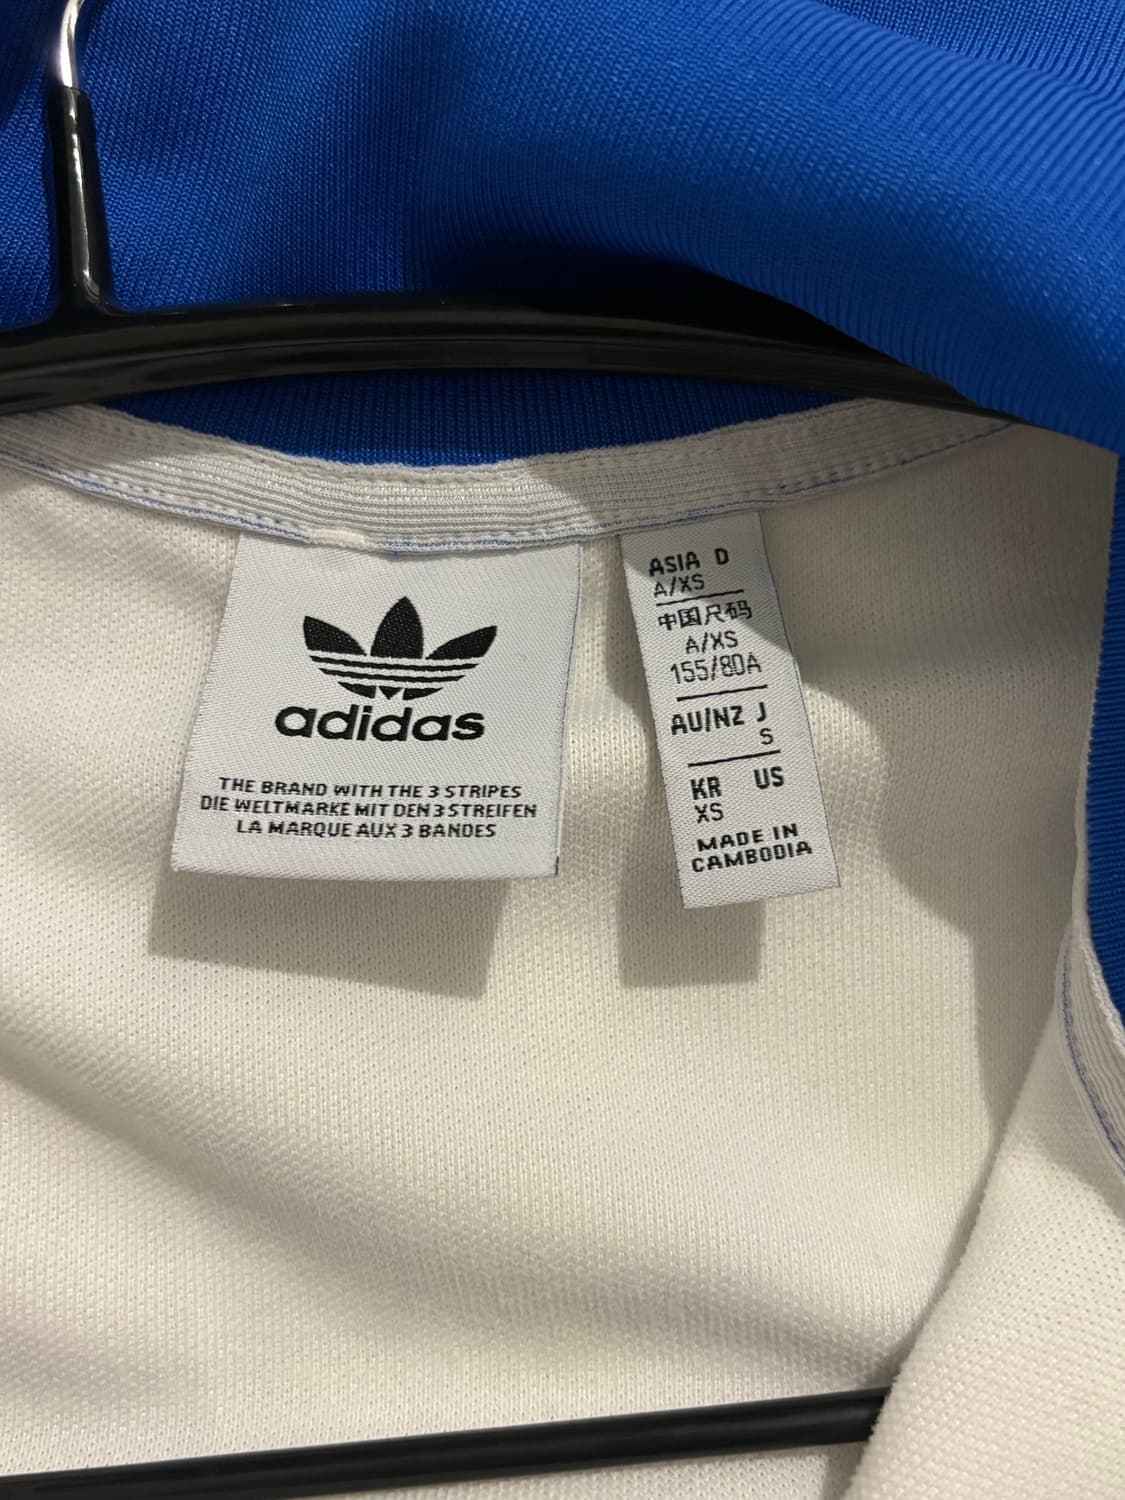 adidas
THE BRAND WITH THE 3 STRIPES
DIE WELTMARKE MIT DEN 3 STREIFEN
LA MARQUE AUX 3 BANDES
ASIA D
A/XS
中国尺码
A/XS
155/80A
AU/NZ J
S
KR US
XS
MADE IN
CAMBODIA